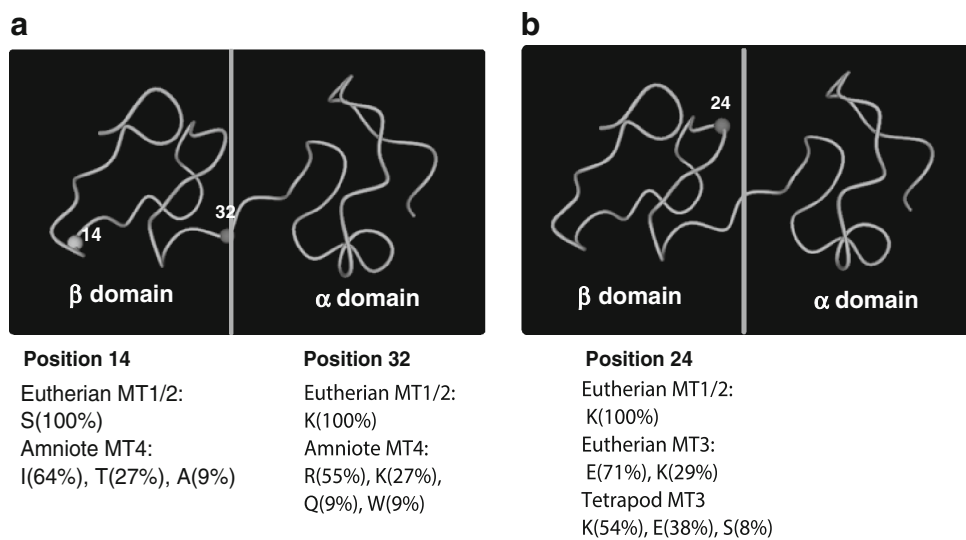 a
14
32
β domain
α domain
Position 14
Eutherian MT1/2:
S(100%)
Amniote MT4:
I(64%), T(27%), A(9%)
Position 32
Eutherian MT1/2:
K(100%)
Amniote MT4:
R(55%), K(27%),
Q(9%), W(9%)
b
24
β domain
α domain
Position 24
Eutherian MT1/2:
K(100%)
Eutherian MT3:
E(71%), K(29%)
Tetrapod MT3
K(54%), E(38%), S(8%)